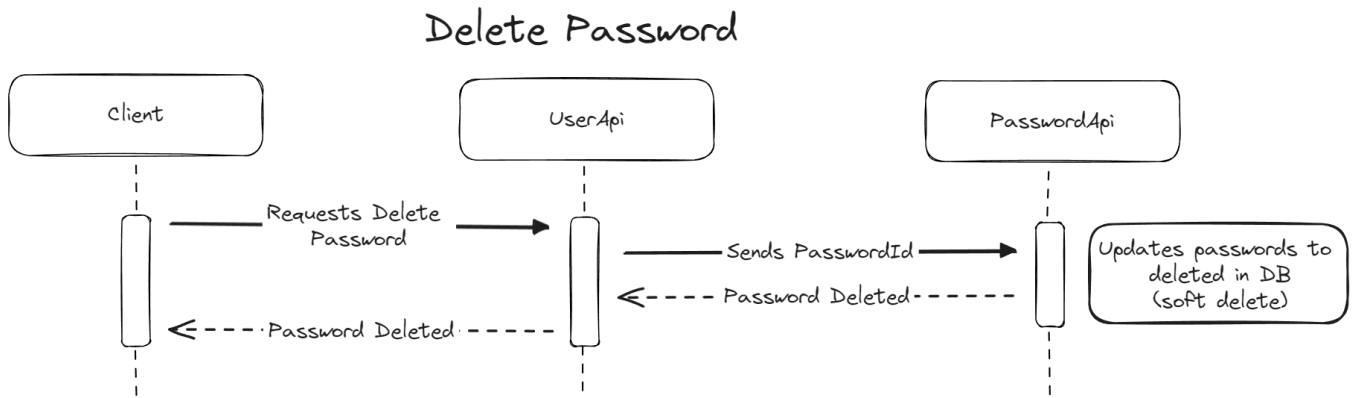 Delete Password
Client
UserApi
PasswordApi
Requests Delete
Password
Sends PasswordId
Updates passwords to
deleted in DB
(soft delete)
Password Deleted
Password Deleted